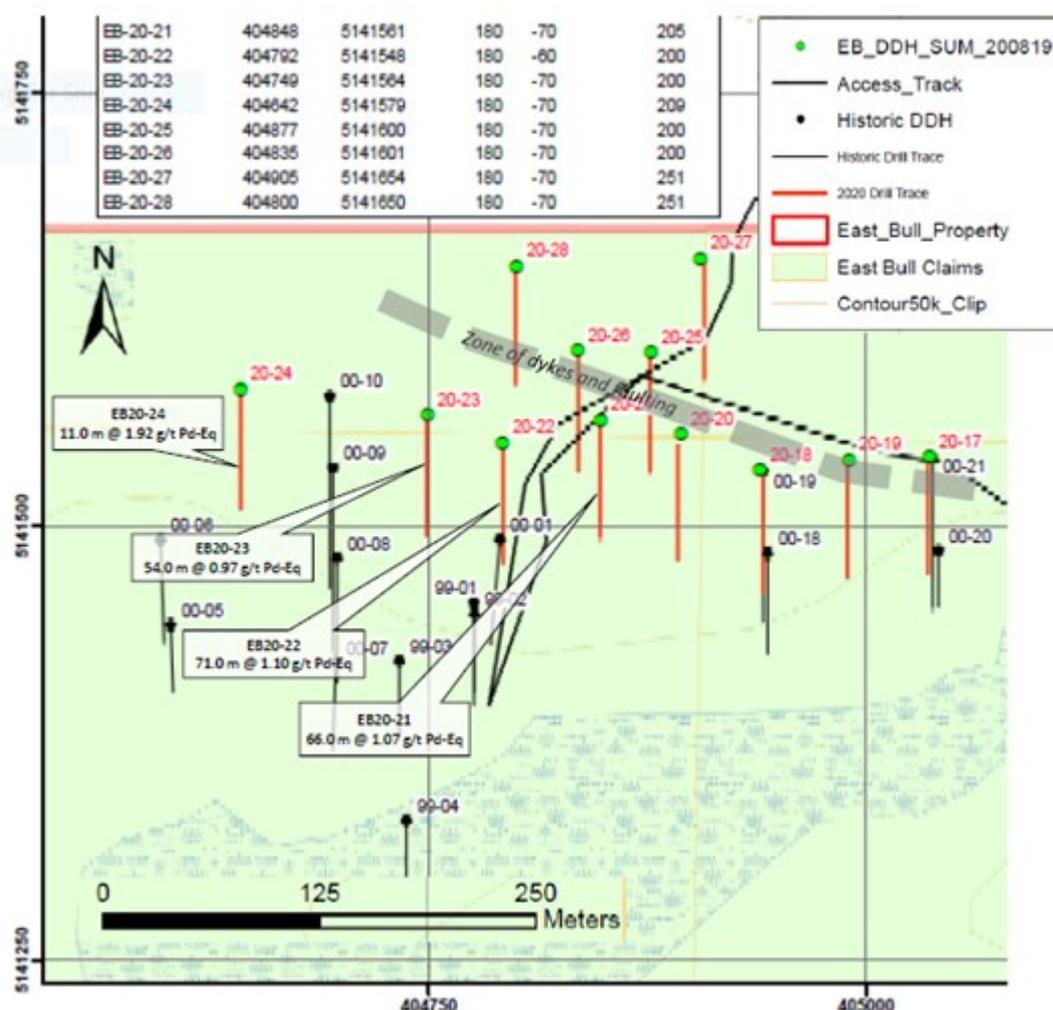 EB-20-21 404848 5141561 180 -70 205
EB-20-22 404792 5141548 180 -60 200
EB-20-23 404749 5141564 180 -70 200
EB-20-24 404642 5141579 180 -70 209
EB-20-25 404877 5141600 180 -70 200
EB-20-26 404835 5141601 180 -70 200
EB-20-27 404905 5141654 180 -70 251
EB-20-28 404800 5141650 180 -70 251
EB_DDH_SUM_200819
Access_Track
Historic DDH
Historic Drill Trace
2020 Drill Trace
East_Bull_Property
East Bull Claims
Contour50k_Clip
5141750
N
20-28
20-27
Zone of dykes and faulting
20-26
20-25
20-24
00-10
20-23
20-22
20-20
20-19
20-17
EB20-24
11.0 m @ 1.92 g/t Pd-Eq
00-09
20-18
00-19
00-21
5141500
00-06
00-01
00-18
00-20
EB20-23
54.0 m @ 0.97 g/t Pd-Eq
00-08
99-01
99-02
00-05
EB20-22
71.0 m @ 1.10 g/t Pd-Eq
00-07
99-03
EB20-21
66.0 m @ 1.07 g/t Pd-Eq
99-04
0 125 250
Meters
5141250
404750
405000